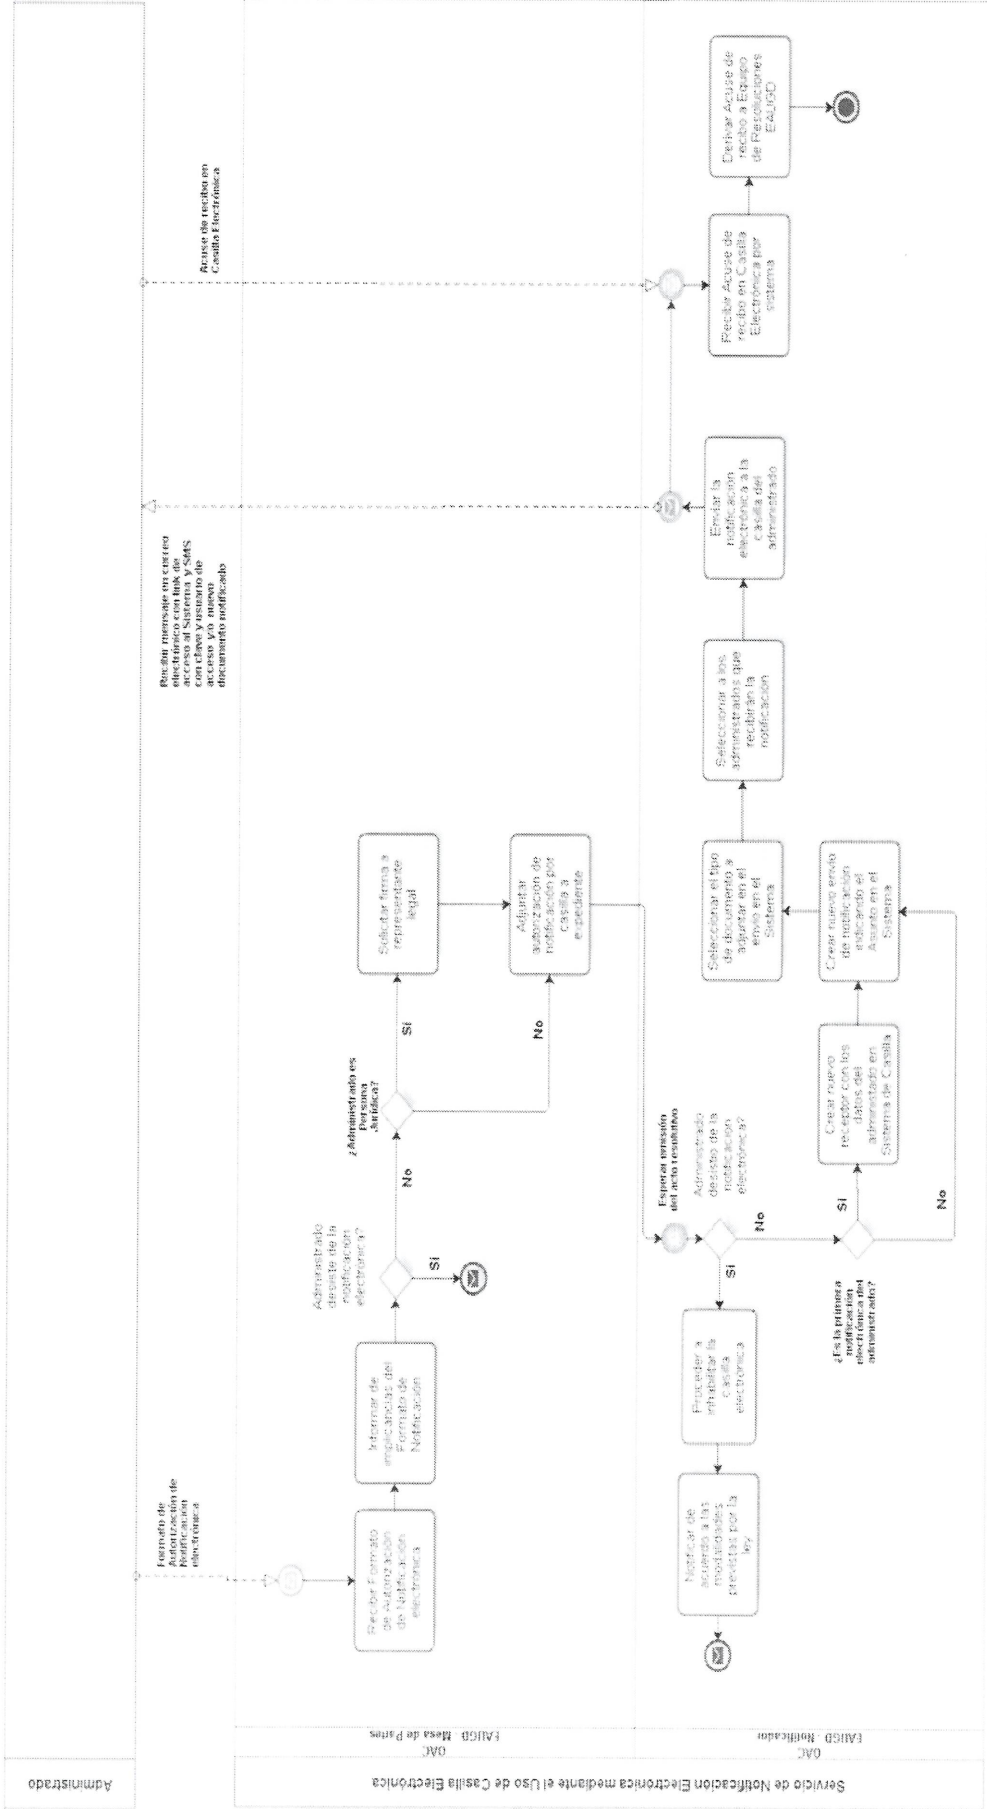 Administrado
Servicio de Notificación Electrónica mediante el Uso de Casilla Electrónica
OAC
EAUGD - Mesa de Partes
OAC
EAUGD - Notificador
Formato de
Autorización de
Notificación
electrónica
Recibir Formato
de Autorización
de Notificación
electrónica
Informar de
implicancias del
Formato de
Notificación
Administrado
desiste de la
notificación
electrónica?
Si
No
¿Administrado es
Persona
Jurídica?
Si
No
Solicitar firma a
representante
legal
Adjuntar
autorización de
notificación por
casilla a
expediente
Esperar emisión
del acto resolutivo
Administrado
desistió de la
notificación
electrónica?
Si
No
Proceder a
inhabilitar la
casilla
electrónica
Notificar de
acuerdo a las
modalidades
previstas por la
ley
¿Es la primera
notificación
electrónica del
administrado?
Si
No
Crear nuevo
receptor con los
datos del
administado en
Sistema de Casilla
Crear nuevo envío
de notificación
indicando el
Asunto en el
Sistema
Seleccionar el tipo
de documento a
adjuntar en el
envío en el
Sistema
Seleccionar a los
administrados que
recibirán la
notificación
Enviar la
notificación
electrónica a la
casilla del
administrado
Recibir mensaje en correo
electrónico con link de
acceso al Sistema y SMS
con clave y usuario de
acceso y/o nuevo
documento notificado
Acuse de recibo en
Casilla Electrónica
Recibir Acuse de
recibo en Casilla
Electrónica por
sistema
Derivar Acuse de
recibo a Equipo
de Resoluciones
EAUGD